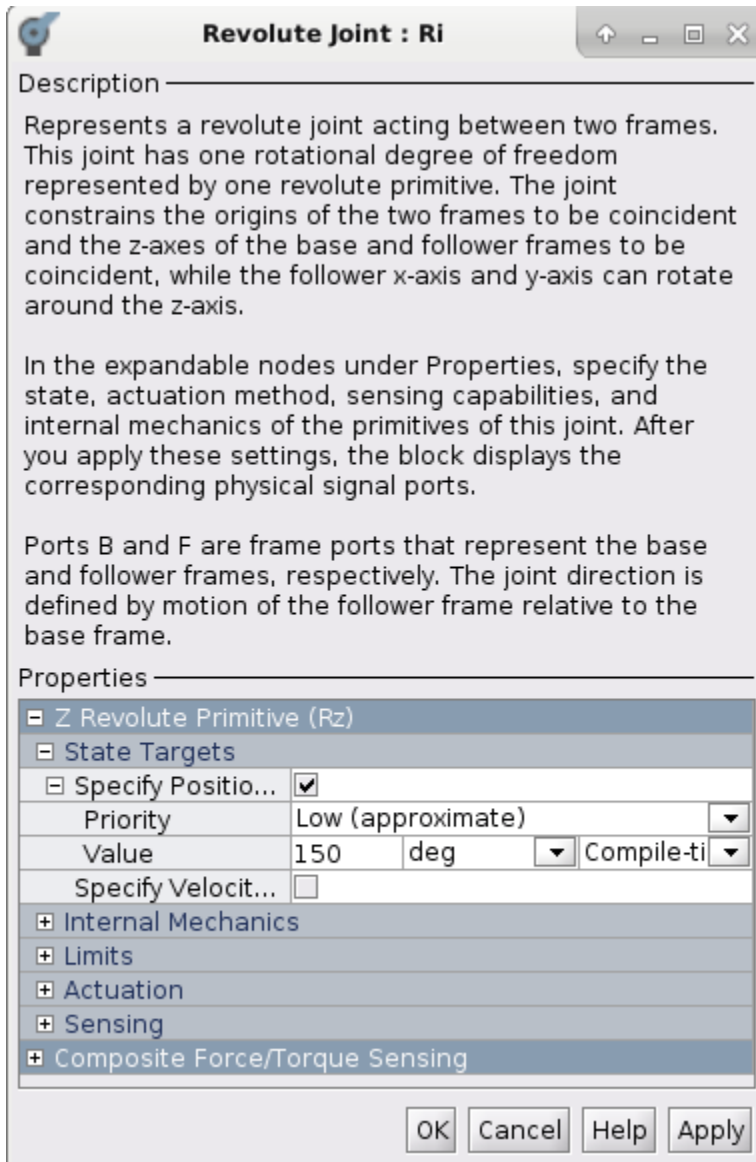 Revolute Joint : Ri
Description
Represents a revolute joint acting between two frames.
This joint has one rotational degree of freedom
represented by one revolute primitive. The joint
constrains the origins of the two frames to be coincident
and the z-axes of the base and follower frames to be
coincident, while the follower x-axis and y-axis can rotate
around the z-axis.
In the expandable nodes under Properties, specify the
state, actuation method, sensing capabilities, and
internal mechanics of the primitives of this joint. After
you apply these settings, the block displays the
corresponding physical signal ports.
Ports B and F are frame ports that represent the base
and follower frames, respectively. The joint direction is
defined by motion of the follower frame relative to the
base frame.
Properties
Z Revolute Primitive (Rz)
State Targets
Specify Positio...
Priority Low (approximate)
Value 150 deg Compile-ti
Specify Velocit...
Internal Mechanics
Limits
Actuation
Sensing
Composite Force/Torque Sensing
OK Cancel Help Apply